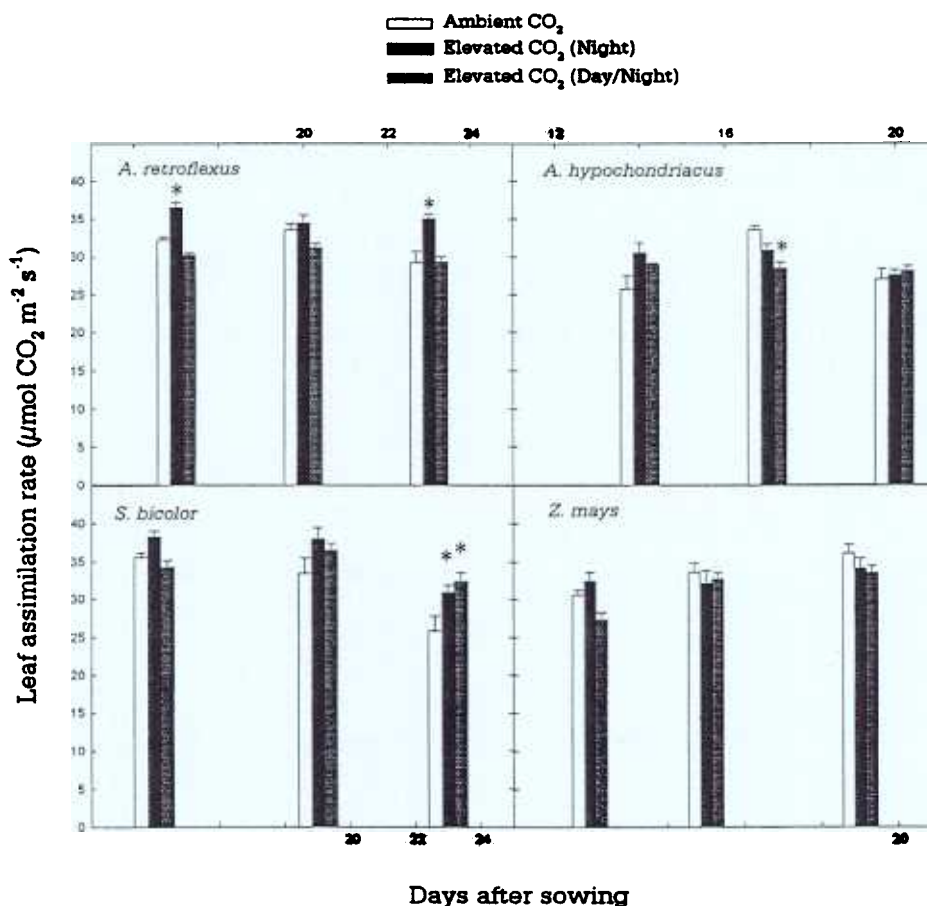 Ambient CO₂
Elevated CO₂ (Night)
Elevated CO₂ (Day/Night)
20 22 24 12 16 20
A. retroflexus
A. hypochondriacus
40
35
30
25
20
15
10
5
0
* * *
S. bicolor
Z. mays
40
35
30
25
20
15
10
5
0
* *
20 22 24 20
Leaf assimilation rate (μmol CO₂ m⁻² s⁻¹)
Days after sowing